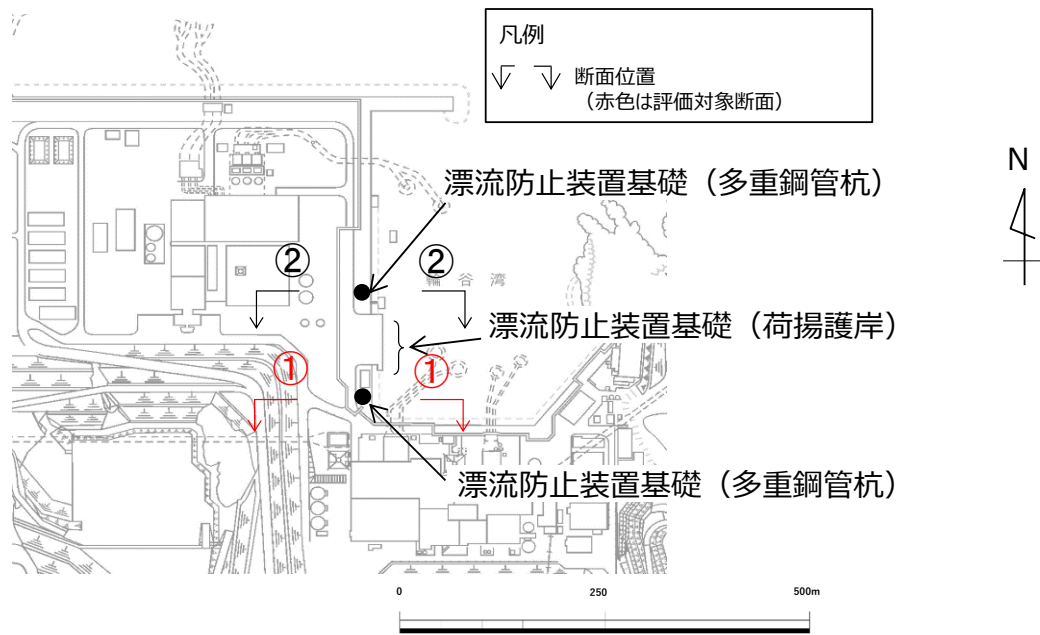 凡例
断面位置
（赤色は評価対象断面）
N
漂流防止装置基礎（多重鋼管杭）
②
②
輪谷湾
漂流防止装置基礎（荷揚護岸）
①
①
漂流防止装置基礎（多重鋼管杭）
0
250
500m